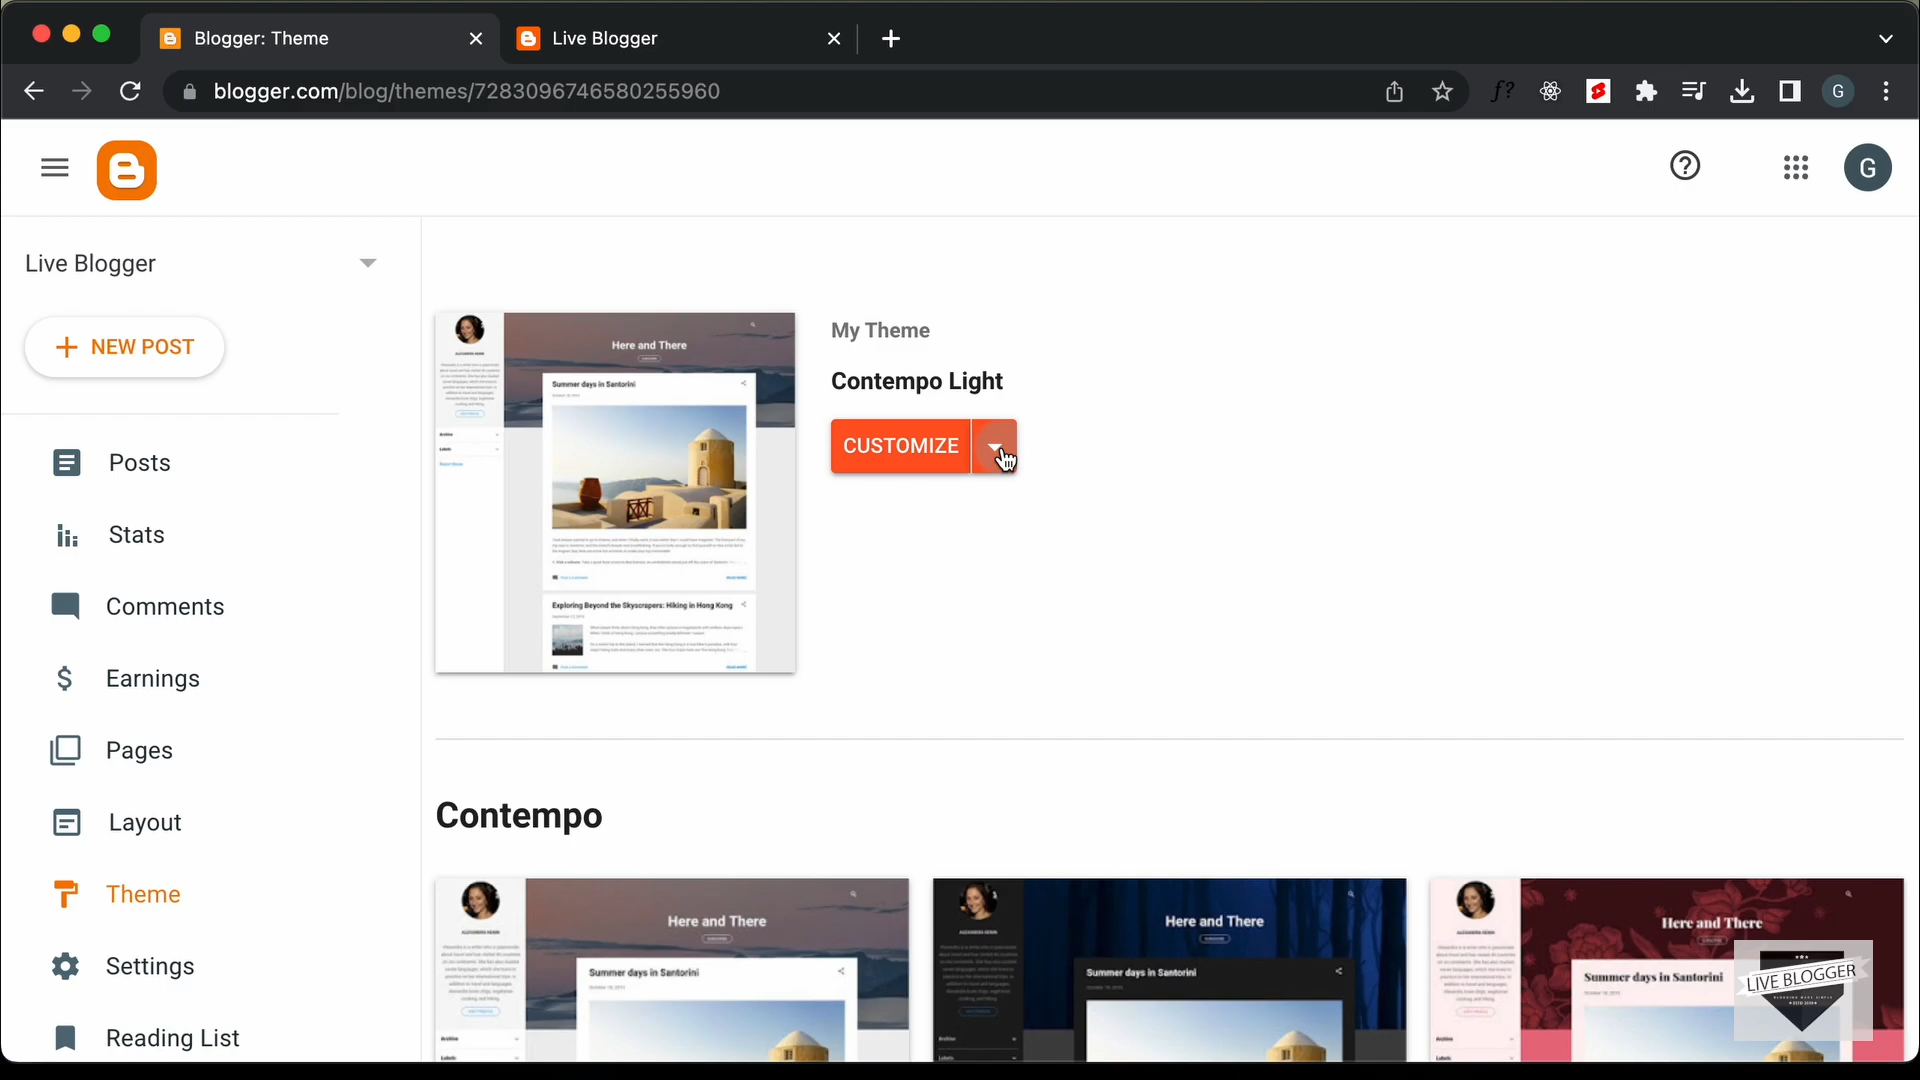 Blogger: Theme
Live Blogger
blogger.com/blog/themes/7283096746580255960
f?
G
G
Live Blogger
NEW POST
Posts
Stats
Comments
Earnings
Pages
Layout
Theme
Settings
Reading List
Here and There
Summer days in Santorini
Exploring Beyond the Skyscrapers: Hiking in Hong Kong
My Theme
Contempo Light
CUSTOMIZE
Contempo
Here and There
Summer days in Santorini
Here and There
Summer days in Santorini
Here and There
Summer days in Santorini
LIVE BLOGGER